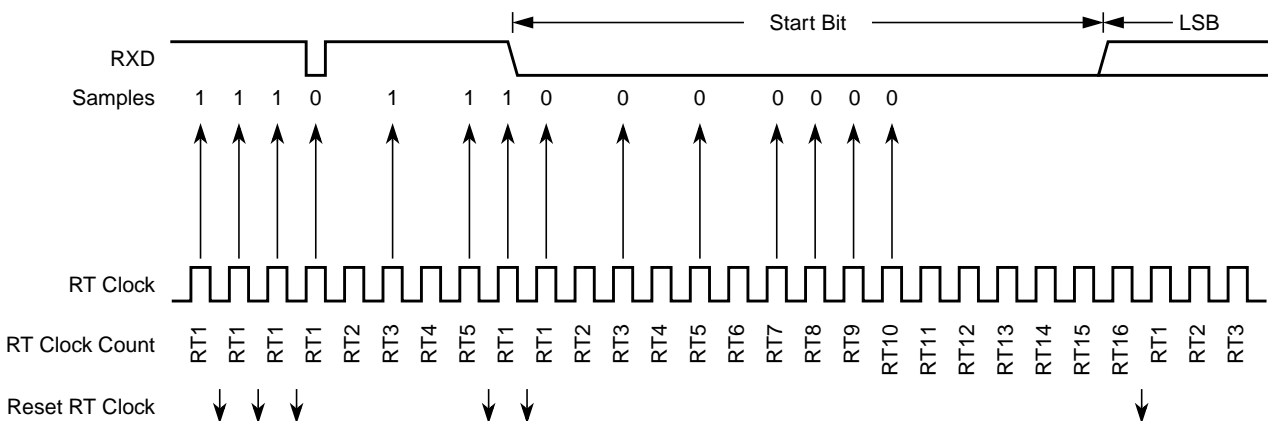 Start Bit LSB
RXD
Samples 1 1 1 0 1 1 1 0 0 0 0 0 0 0
RT Clock
RT Clock Count RT1 RT1 RT1 RT1 RT2 RT3 RT4 RT5 RT1 RT1 RT2 RT3 RT4 RT5 RT6 RT7 RT8 RT9 RT10 RT11 RT12 RT13 RT14 RT15 RT16 RT1 RT2 RT3
Reset RT Clock